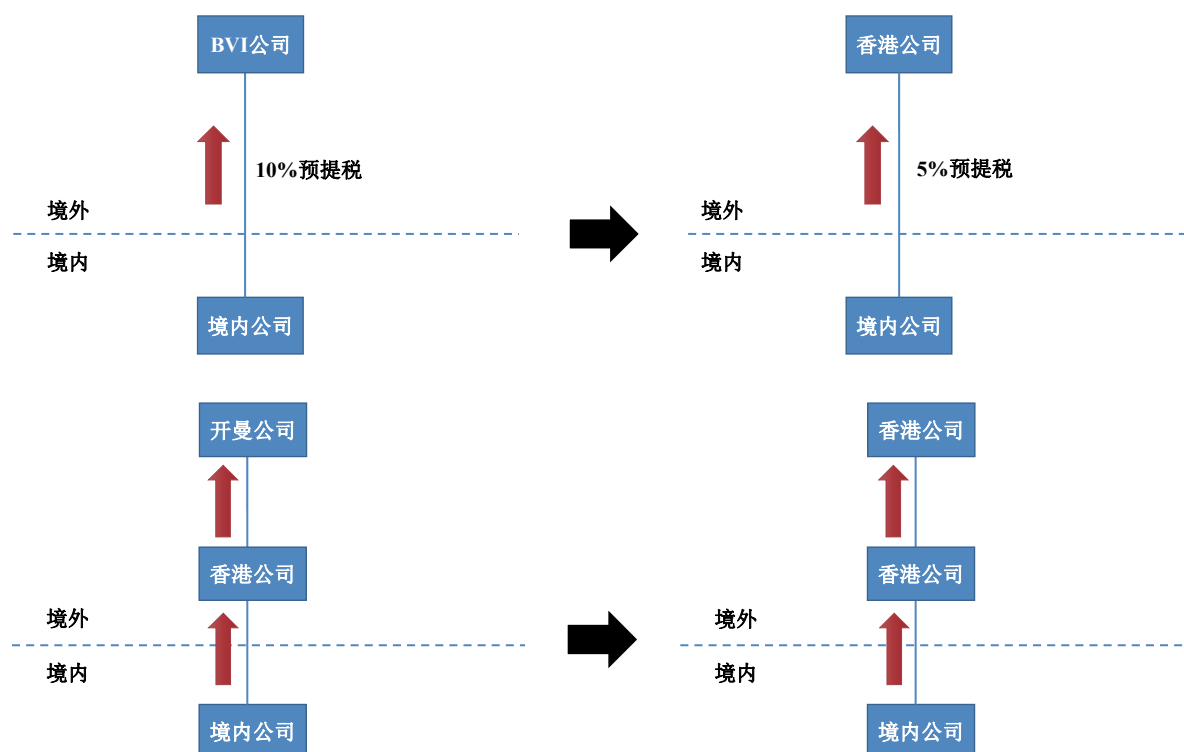 BVI公司
香港公司
10%预提税
5%预提税
境外
境外
境内
境内
境内公司
境内公司
开曼公司
香港公司
香港公司
香港公司
境外
境外
境内
境内
境内公司
境内公司